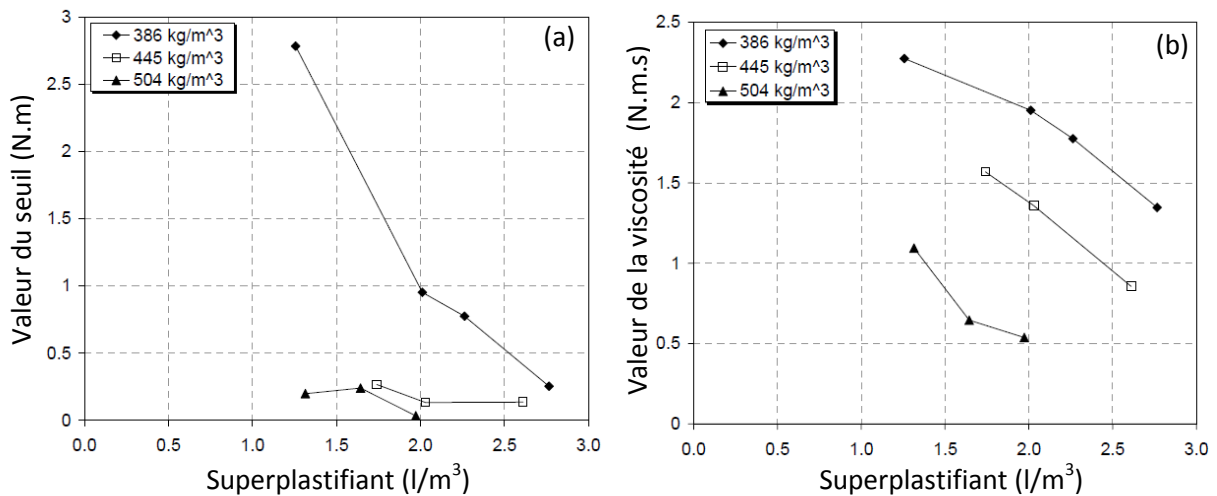 (a)
386 kg/m^3
445 kg/m^3
504 kg/m^3
Valeur du seuil (N.m)
3
2.5
2
1.5
1
0.5
0
0.0 0.5 1.0 1.5 2.0 2.5 3.0
Superplastifiant (l/m³)
(b)
386 kg/m^3
445 kg/m^3
504 kg/m^3
Valeur de la viscosité (N.m.s)
2.5
2
1.5
1
0.5
0
0.0 1.0 1.5 2.0 2.5 3.0
Superplastifiant (l/m³)